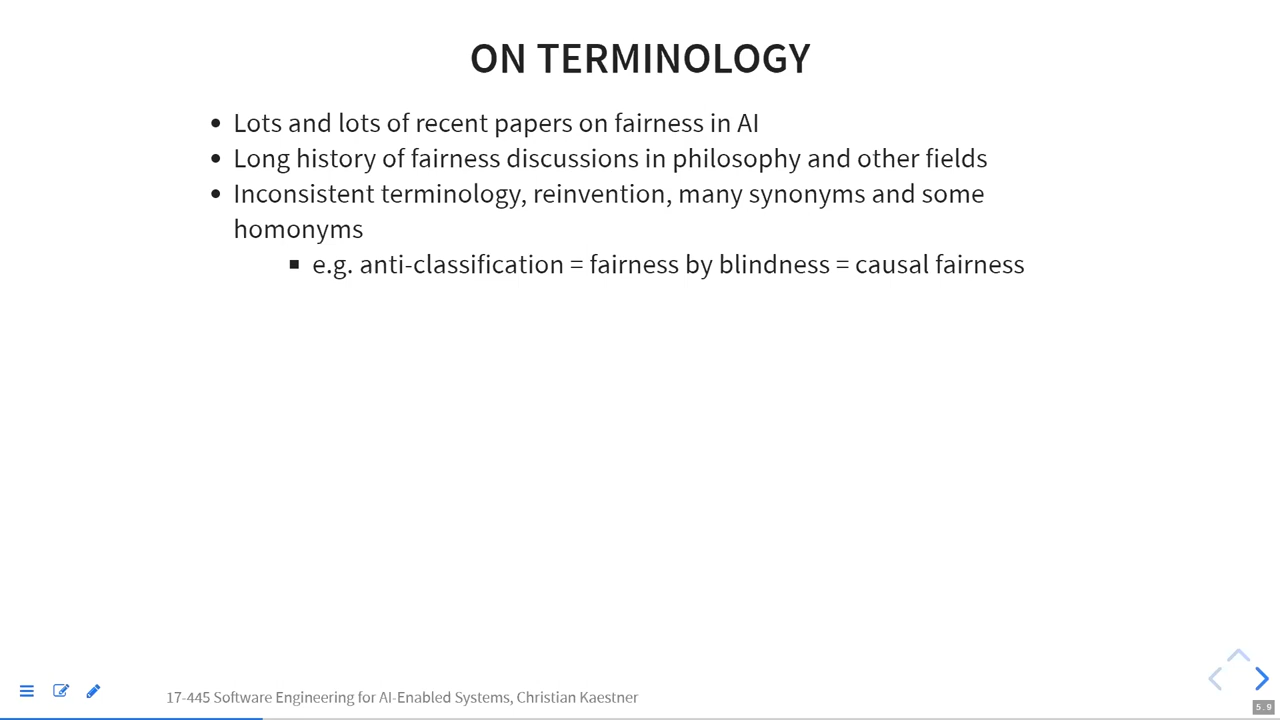 ON TERMINOLOGY
• Lots and lots of recent papers on fairness in AI
• Long history of fairness discussions in philosophy and other fields
• Inconsistent terminology, reinvention, many synonyms and some
homonyms
▪ e.g. anti-classification = fairness by blindness = causal fairness
17-445 Software Engineering for AI-Enabled Systems, Christian Kaestner
5.9